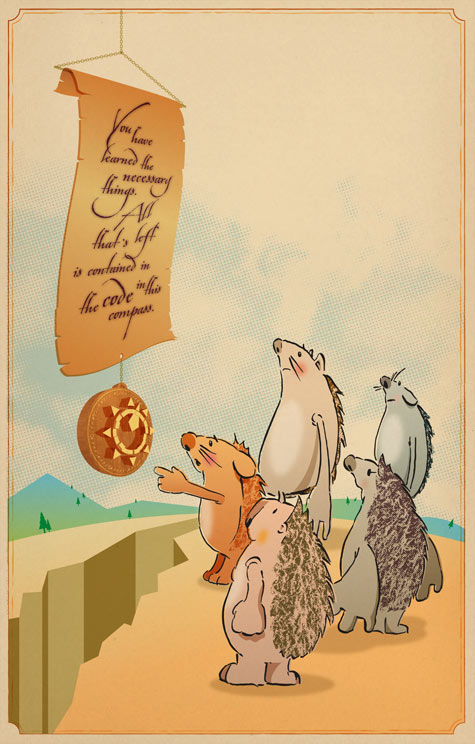 You have
learned the
necessary
things.
All
that's left
is contained in
the code in this
compass.